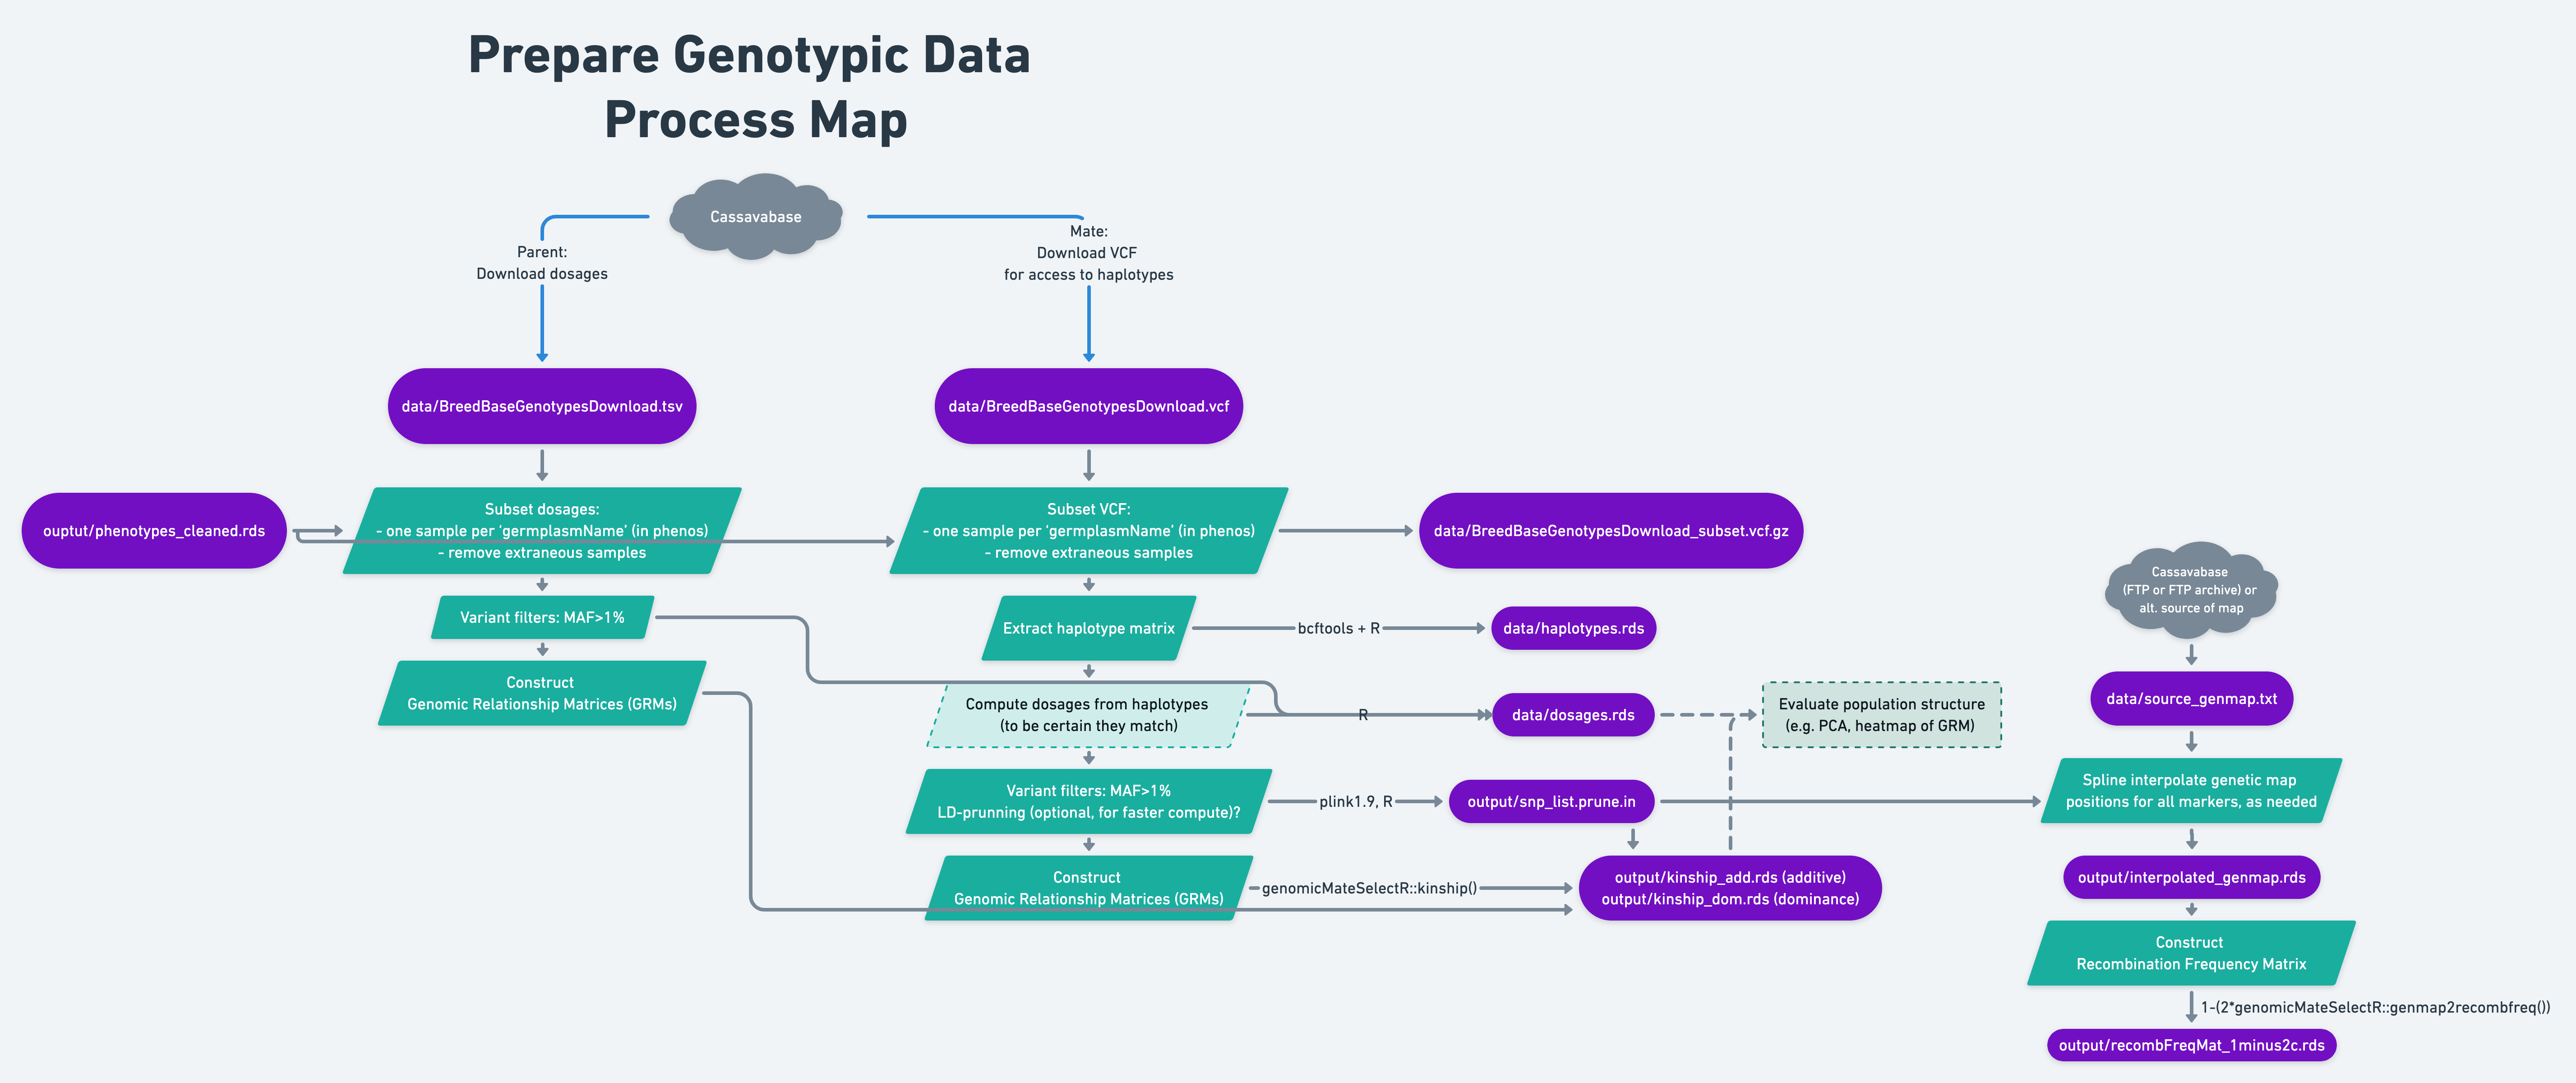 Prepare Genotypic Data
Process Map
Cassavabase
Parent:
Download dosages
Mate:
Download VCF
for access to haplotypes
data/BreedBaseGenotypesDownload.tsv
data/BreedBaseGenotypesDownload.vcf
ouptut/phenotypes_cleaned.rds
Subset dosages:
- one sample per ‘germplasmName’ (in phenos)
- remove extraneous samples
Subset VCF:
- one sample per ‘germplasmName’ (in phenos)
- remove extraneous samples
data/BreedBaseGenotypesDownload_subset.vcf.gz
Variant filters: MAF>1%
Extract haplotype matrix
bcftools + R
data/haplotypes.rds
Construct
Genomic Relationship Matrices (GRMs)
Compute dosages from haplotypes
(to be certain they match)
R
data/dosages.rds
Evaluate population structure
(e.g. PCA, heatmap of GRM)
Variant filters: MAF>1%
LD-prunning (optional, for faster compute)?
plink1.9, R
output/snp_list.prune.in
Construct
Genomic Relationship Matrices (GRMs)
genomicMateSelectR::kinship()
output/kinship_add.rds (additive)
output/kinship_dom.rds (dominance)
Cassavabase
(FTP or FTP archive) or
alt. source of map
data/source_genmap.txt
Spline interpolate genetic map
positions for all markers, as needed
output/interpolated_genmap.rds
Construct
Recombination Frequency Matrix
1-(2*genomicMateSelectR::genmap2recombfreq())
output/recombFreqMat_1minus2c.rds